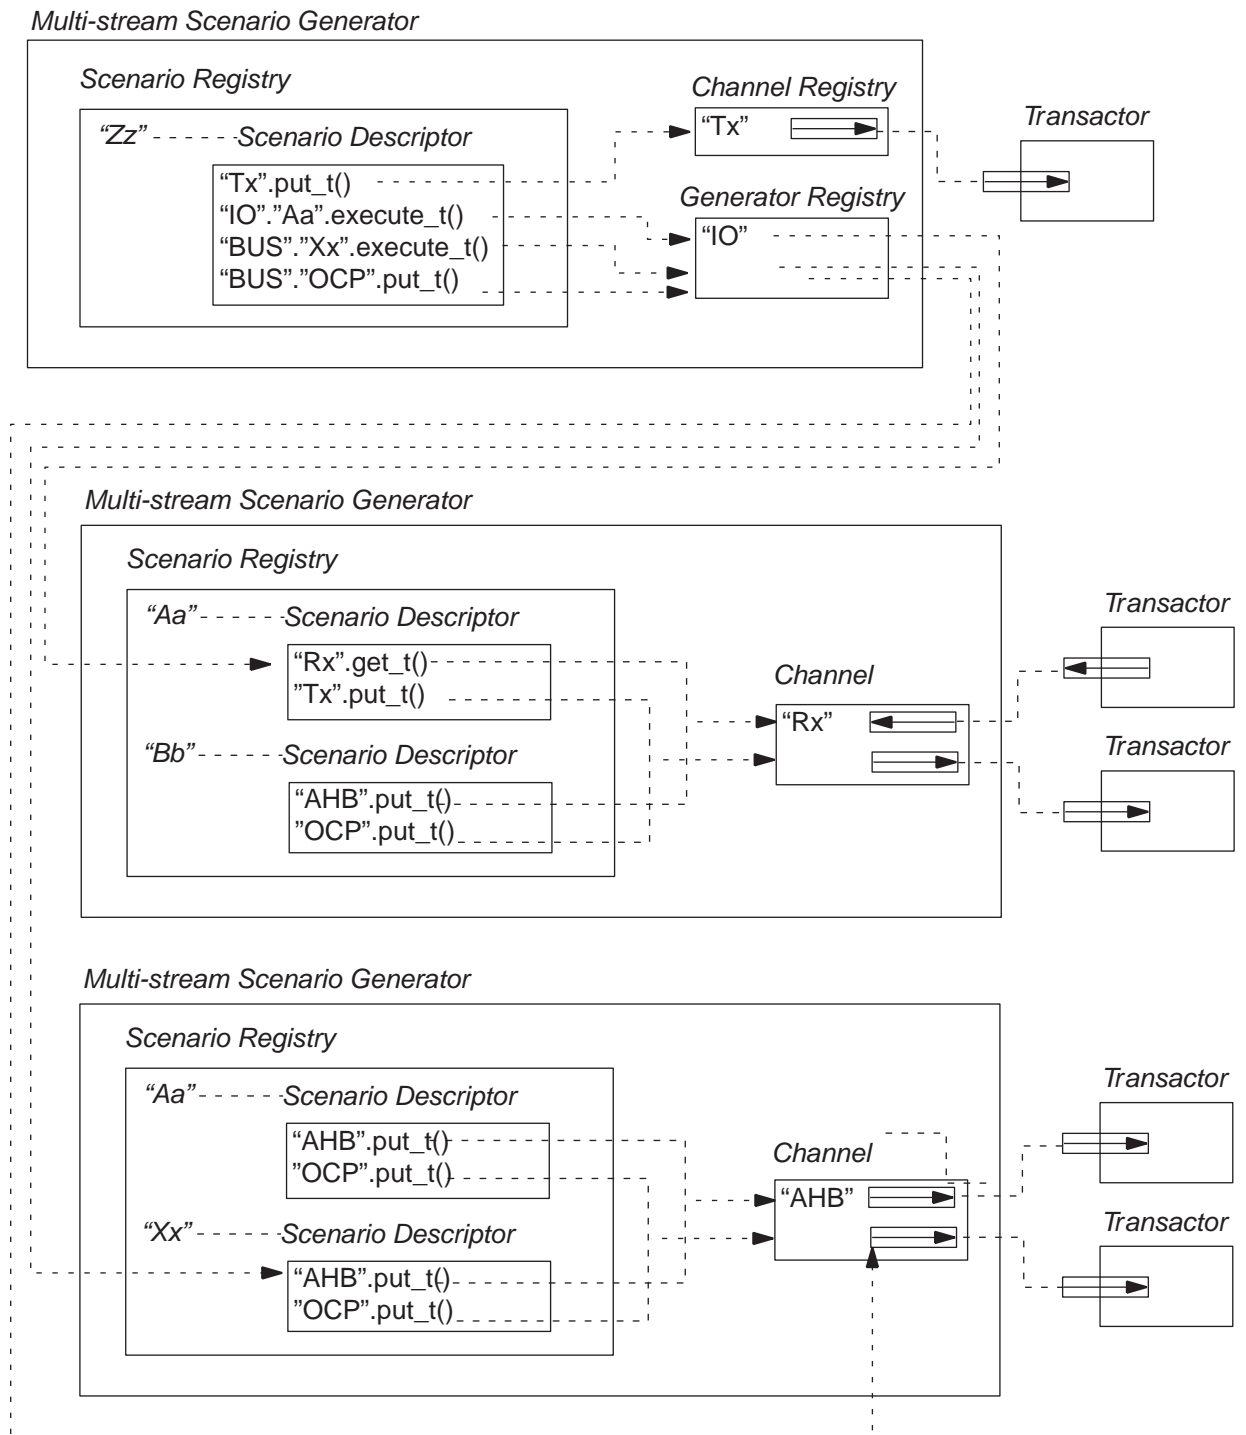 Multi-stream Scenario Generator
Scenario Registry
Channel Registry
“Tx”
Transactor
“Zz” Scenario Descriptor
“Tx”.put_t()
“IO”.”Aa”.execute_t()
“BUS”.”Xx”.execute_t()
“BUS”.”OCP”.put_t()
Generator Registry
“IO”
Multi-stream Scenario Generator
Scenario Registry
“Aa” Scenario Descriptor
“Rx”.get_t()
”Tx”.put_t()
“Bb” Scenario Descriptor
“AHB”.put_t()
”OCP”.put_t()
Channel
“Rx”
Transactor
Transactor
Multi-stream Scenario Generator
Scenario Registry
“Aa” Scenario Descriptor
“AHB”.put_t()
”OCP”.put_t()
“Xx” Scenario Descriptor
“AHB”.put_t()
”OCP”.put_t()
Channel
“AHB”
Transactor
Transactor